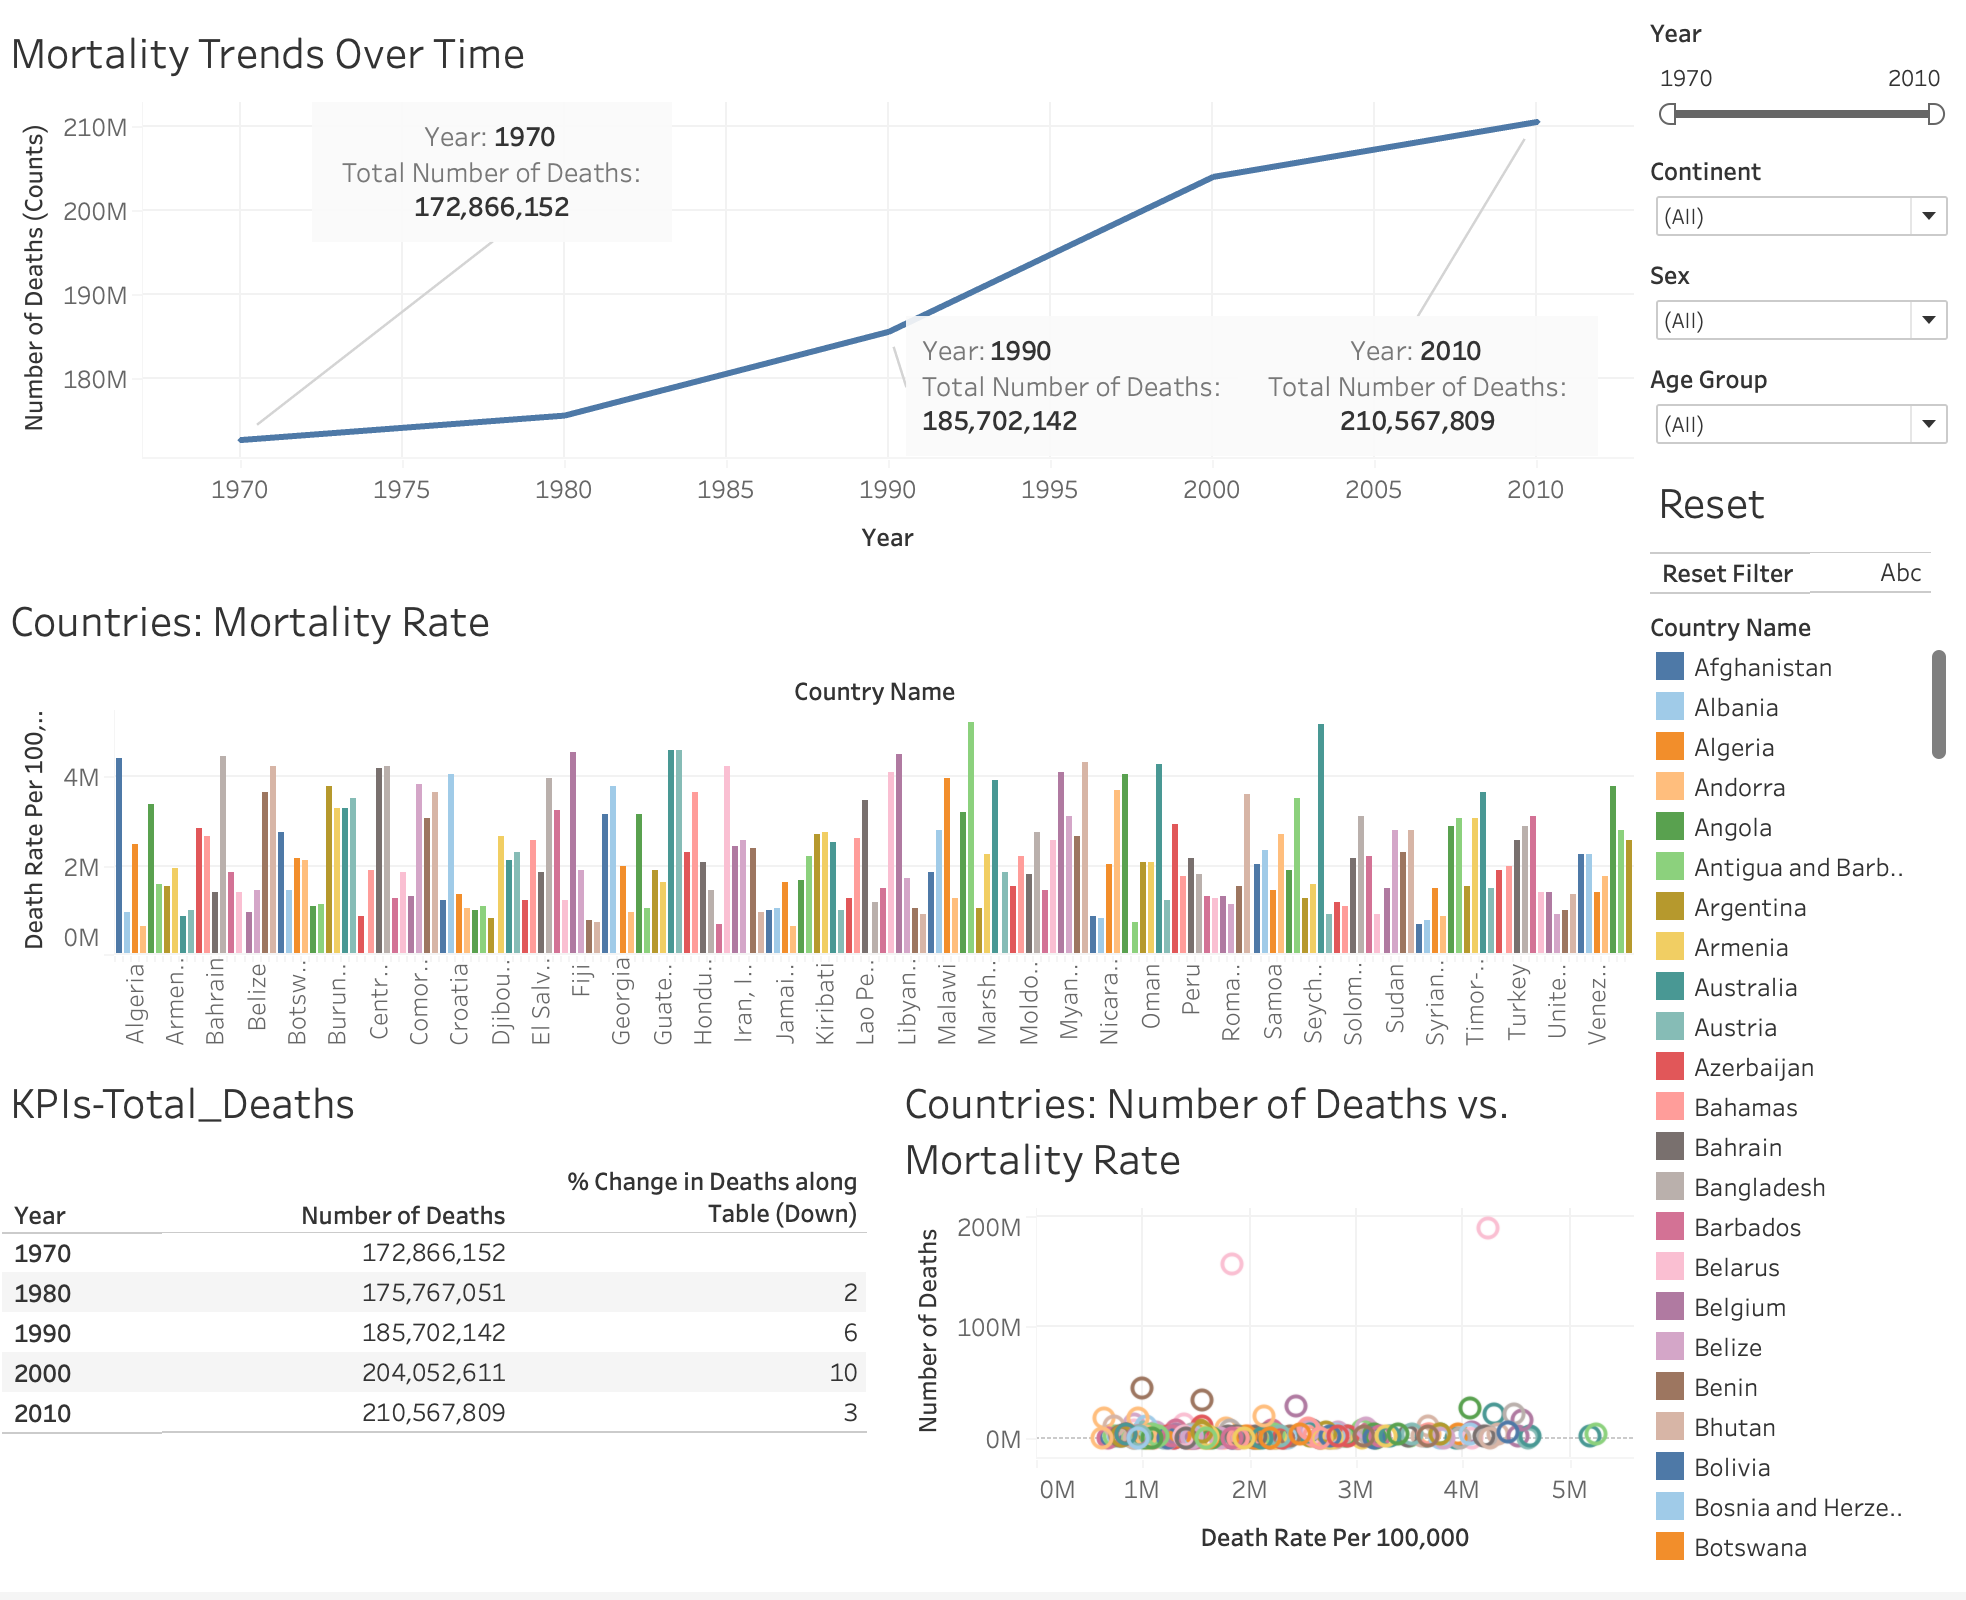 Mortality Trends Over Time
Number of Deaths (Counts)
210M
200M
190M
180M
Year: 1970
Total Number of Deaths:
172,866,152
Year: 1990
Total Number of Deaths:
185,702,142
Year: 2010
Total Number of Deaths:
210,567,809
1970 1975 1980 1985 1990 1995 2000 2005 2010
Year
Countries: Mortality Rate
Country Name
Death Rate Per 100,..
4M
2M
0M
Algeria
Armen..
Bahrain
Belize
Botsw..
Burun..
Centr..
Comor..
Croatia
Djibou..
El Salv..
Fiji
Georgia
Guate..
Hondu..
Iran, I..
Jamai..
Kiribati
Lao Pe..
Libyan..
Malawi
Marsh..
Moldo..
Myan..
Nicara..
Oman
Peru
Roma..
Samoa
Seych..
Solom..
Sudan
Syrian..
Timor-..
Turkey
Unite..
Venez..
KPIs-Total_Deaths
Year Number of Deaths % Change in Deaths along
Table (Down)
1970 172,866,152
1980 175,767,051 2
1990 185,702,142 6
2000 204,052,611 10
2010 210,567,809 3
Countries: Number of Deaths vs.
Mortality Rate
Number of Deaths
200M
100M
0M
0M 1M 2M 3M 4M 5M
Death Rate Per 100,000
Year
1970 2010
Continent
(All)
Sex
(All)
Age Group
(All)
Reset
Reset Filter Abc
Country Name
Afghanistan
Albania
Algeria
Andorra
Angola
Antigua and Barb..
Argentina
Armenia
Australia
Austria
Azerbaijan
Bahamas
Bahrain
Bangladesh
Barbados
Belarus
Belgium
Belize
Benin
Bhutan
Bolivia
Bosnia and Herze..
Botswana